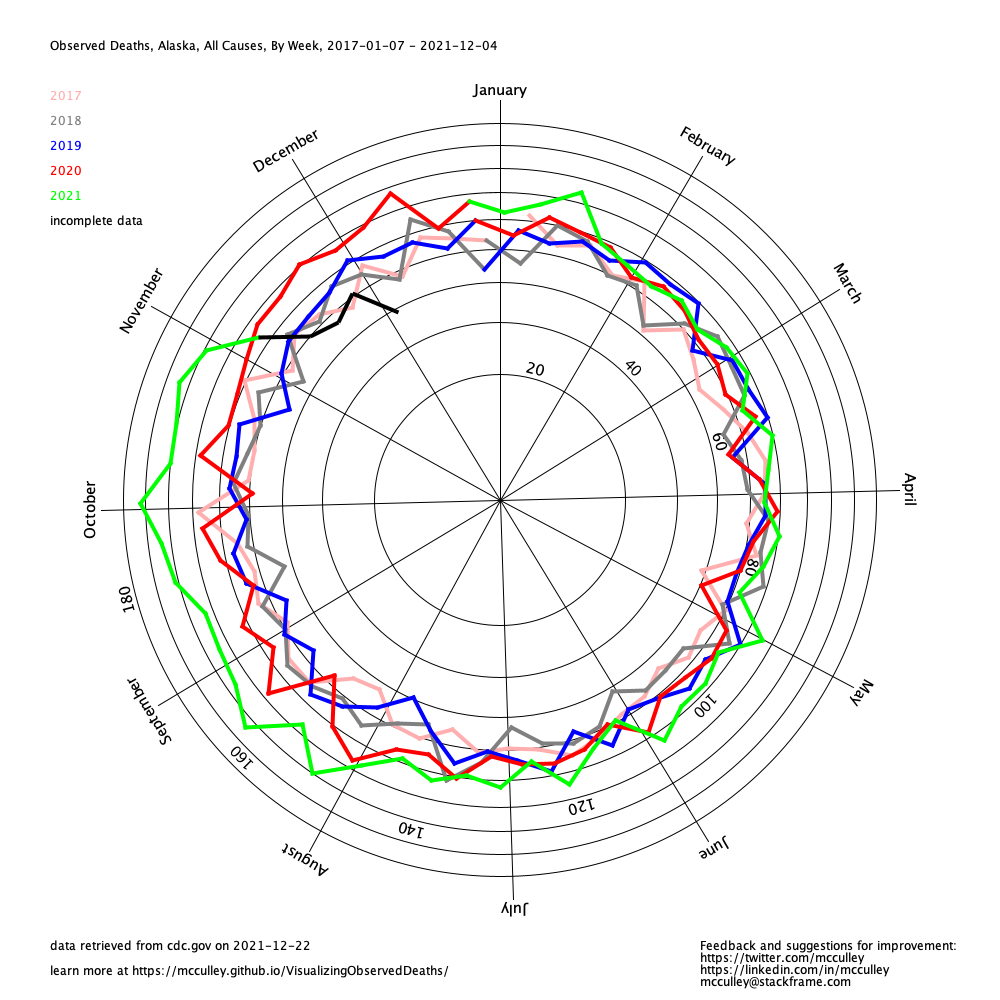 Observed Deaths, Alaska, All Causes, By Week, 2017-01-07 - 2021-12-04
2017
2018
2019
2020
2021
incomplete data
January
February
March
April
May
June
July
August
September
October
November
December
20
40
60
80
100
120
140
160
180
data retrieved from cdc.gov on 2021-12-22
learn more at https://mcculley.github.io/VisualizingObservedDeaths/
Feedback and suggestions for improvement:
https://twitter.com/mcculley
https://linkedin.com/in/mcculley
mcculley@stackframe.com